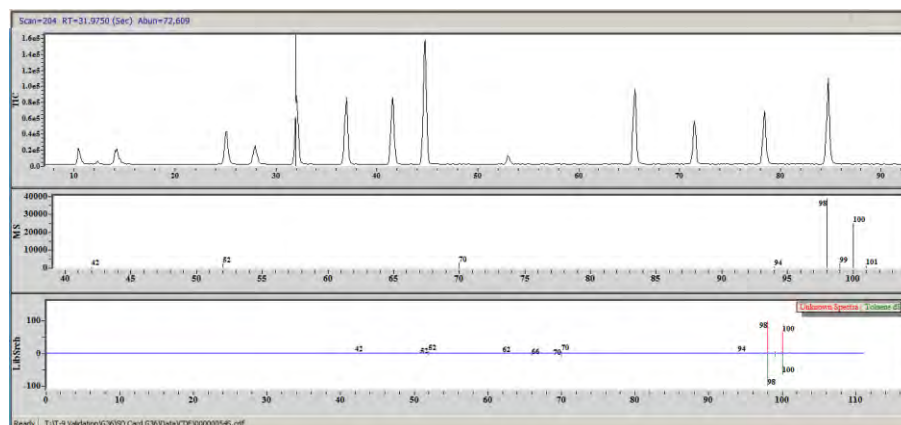 Scan=204 RT=31.9750 (Sec) Abun=72,609
1.6e5
1.4e5
1.2e5
1.0e5
0.8e5
0.6e5
0.4e5
0.2e5
0.0
TIC
10 20 30 40 50 60 70 80 90
40000
30000
20000
10000
0
MS
42 52 70 94 98 99 100 101
40 45 50 55 60 65 70 75 80 85 90 95 100
Unknown Spectra / Toluene d8
100
0
-100
LibSrch
42 52 52 62 66 70 70 94 98 100
98 100
0 10 20 30 40 50 60 70 80 90 100 110
Ready